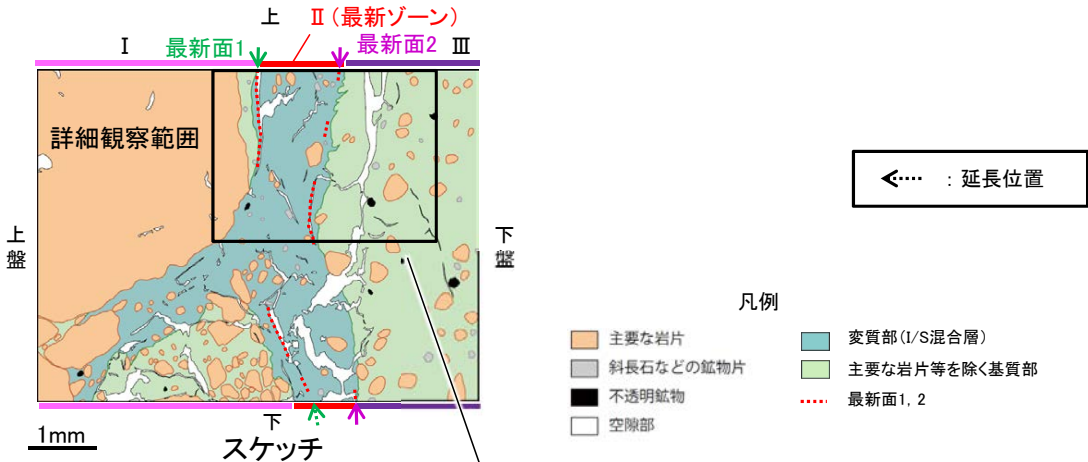 上 Ⅱ(最新ゾーン)
Ⅰ 最新面1 最新面2 Ⅲ
詳細観察範囲
上盤
下盤
下
1mm
スケッチ
: 延長位置
凡例
主要な岩片
斜長石などの鉱物片
不透明鉱物
空隙部
変質部(I/S混合層)
主要な岩片等を除く基質部
最新面1, 2